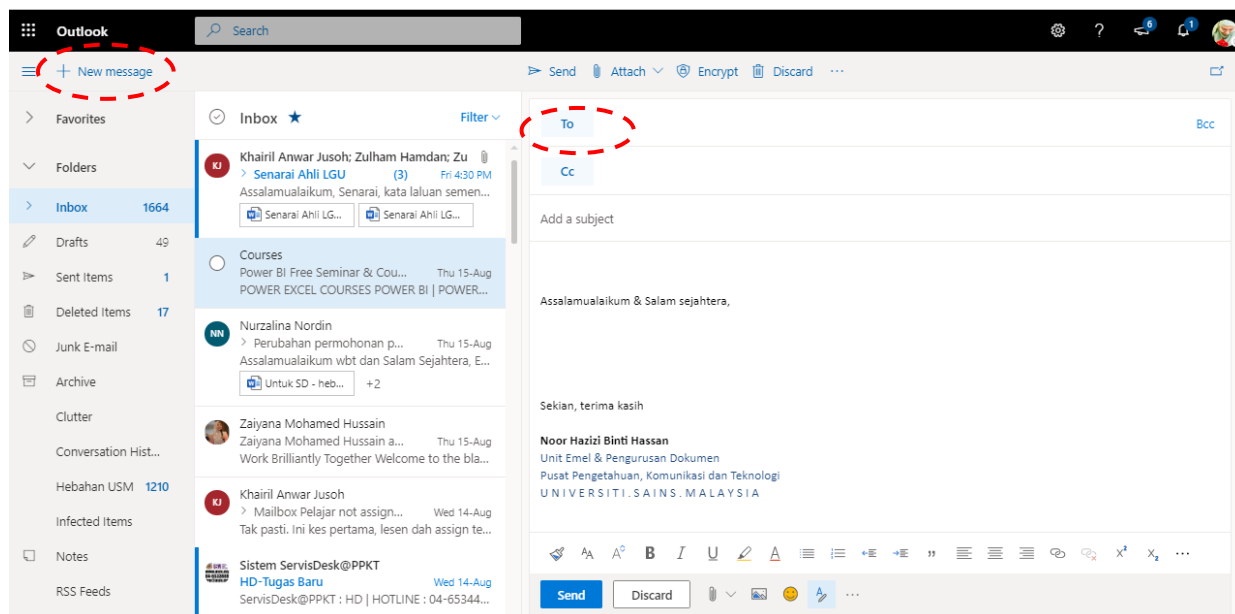 Outlook
Search
6
1
New message
Send Attach Encrypt Discard ...
Favorites
Folders
Inbox 1664
Drafts 49
Sent Items 1
Deleted Items 17
Junk E-mail
Archive
Clutter
Conversation Hist...
Hebahan USM 1210
Infected Items
Notes
RSS Feeds
Inbox Filter
KJ
Khairil Anwar Jusoh; Zulham Hamdan; Zu
> Senarai Ahli LGU (3) Fri 4:30 PM
Assalamualaikum, Senarai, kata laluan semen...
Senarai Ahli LG... Senarai Ahli LG...
Courses
Power BI Free Seminar & Cou... Thu 15-Aug
POWER EXCEL COURSES POWER BI | POWER...
NN
Nurzalina Nordin
> Perubahan permohonan p... Thu 15-Aug
Assalamualaikum wbt dan Salam Sejahtera, E...
Untuk SD - heb... +2
Zaiyana Mohamed Hussain
Zaiyana Mohamed Hussain a... Thu 15-Aug
Work Brilliantly Together Welcome to the bla...
KJ
Khairil Anwar Jusoh
> Mailbox Pelajar not assign... Wed 14-Aug
Tak pasti. Ini kes pertama, lesen dah assign te...
Sistem ServisDesk@PPKT
HD-Tugas Baru Wed 14-Aug
ServisDesk@PPKT : HD | HOTLINE : 04-65344...
To Bcc
Cc
Add a subject
Assalamualaikum & Salam sejahtera,
Sekian, terima kasih
Noor Hazizi Binti Hassan
Unit Emel & Pengurusan Dokumen
Pusat Pengetahuan, Komunikasi dan Teknologi
U N I V E R S I T I . S A I N S . M A L A Y S I A
B I U A x² x₂ ...
Send Discard ...